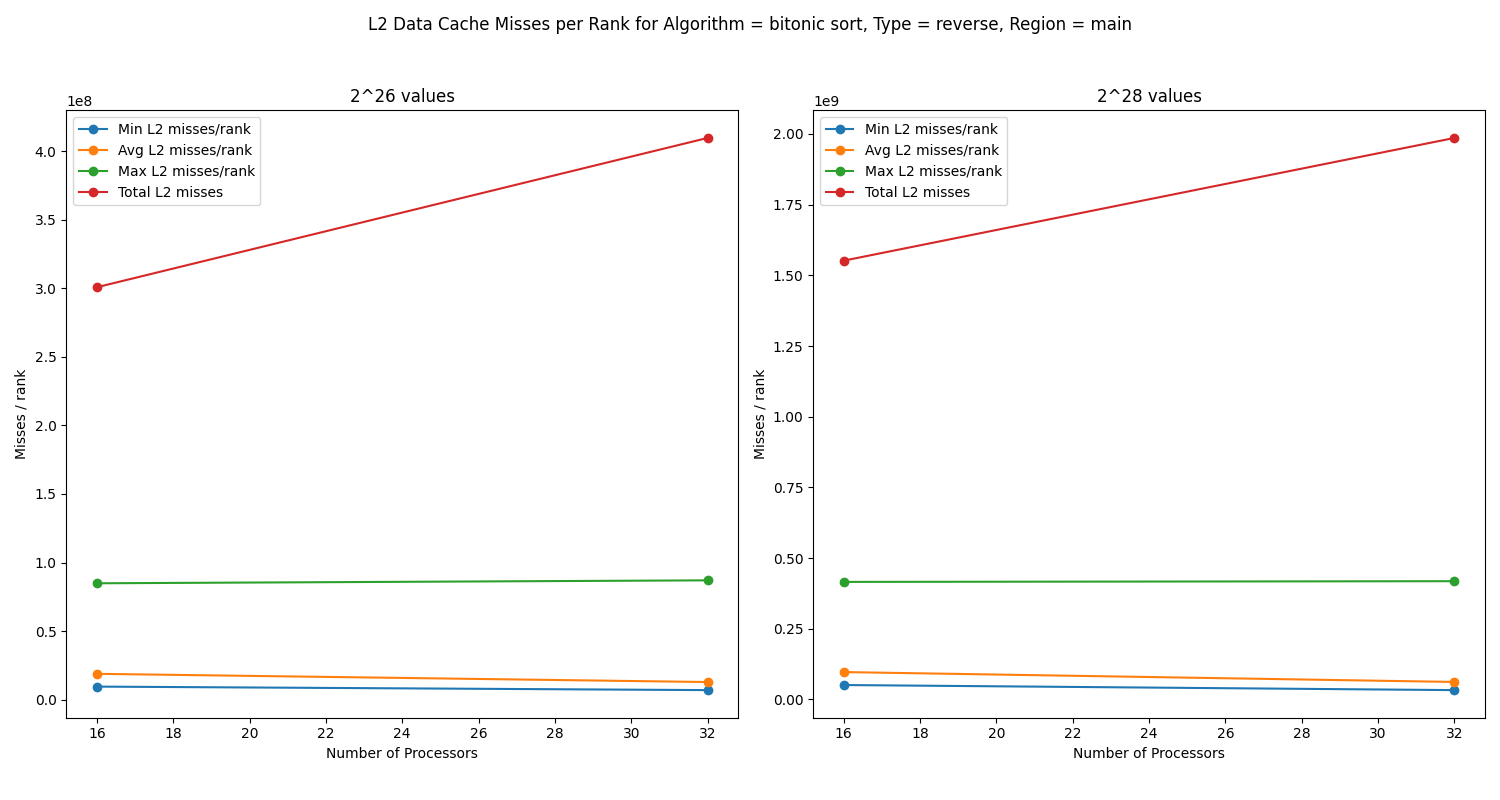 L2 Data Cache Misses per Rank for Algorithm = bitonic sort, Type = reverse, Region = main
2^26 values
1e8
Min L2 misses/rank
Avg L2 misses/rank
Max L2 misses/rank
Total L2 misses
4.0
3.5
3.0
2.5
2.0
1.5
1.0
0.5
0.0
Misses / rank
16 18 20 22 24 26 28 30 32
Number of Processors
2^28 values
1e9
Min L2 misses/rank
Avg L2 misses/rank
Max L2 misses/rank
Total L2 misses
2.00
1.75
1.50
1.25
1.00
0.75
0.50
0.25
0.00
Misses / rank
16 18 20 22 24 26 28 30 32
Number of Processors